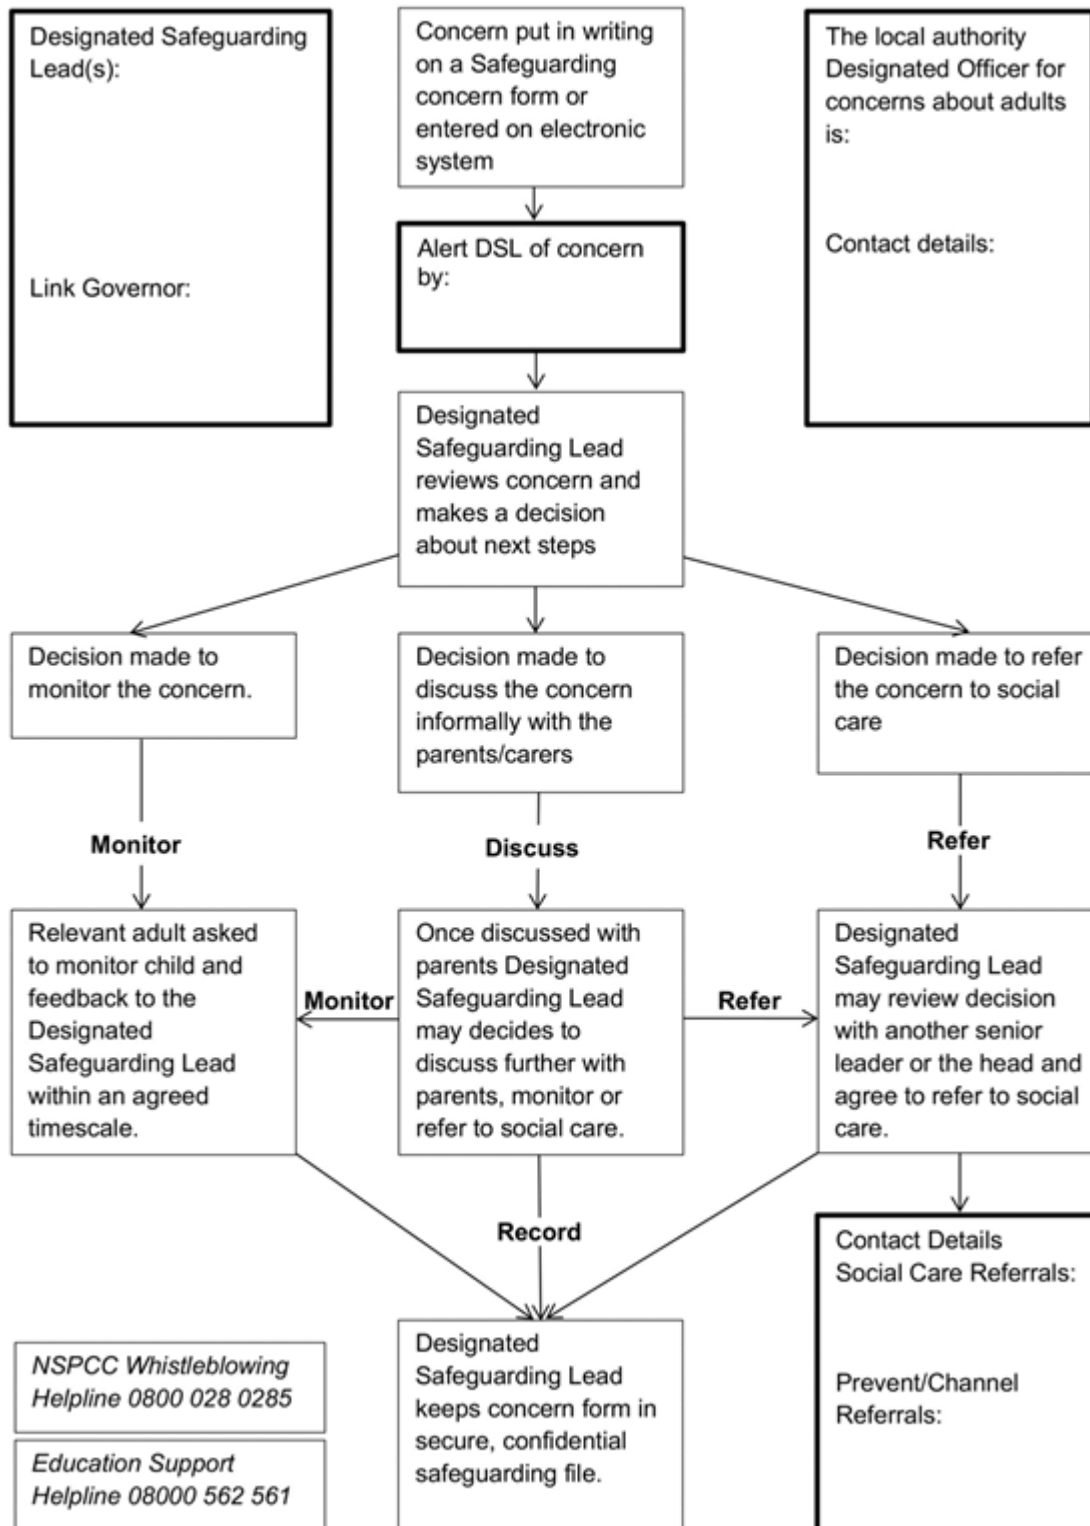 Designated Safeguarding
Lead(s):
Link Governor:
Concern put in writing
on a Safeguarding
concern form or
entered on electronic
system
The local authority
Designated Officer for
concerns about adults
is:
Contact details:
Alert DSL of concern
by:
Designated
Safeguarding Lead
reviews concern and
makes a decision
about next steps
Decision made to
monitor the concern.
Decision made to
discuss the concern
informally with the
parents/carers
Decision made to refer
the concern to social
care
Monitor
Discuss
Refer
Relevant adult asked
to monitor child and
feedback to the
Designated
Safeguarding Lead
within an agreed
timescale.
Monitor
Once discussed with
parents Designated
Safeguarding Lead
may decides to
discuss further with
parents, monitor or
refer to social care.
Refer
Designated
Safeguarding Lead
may review decision
with another senior
leader or the head and
agree to refer to social
care.
Record
Contact Details
Social Care Referrals:
Prevent/Channel
Referrals:
Designated
Safeguarding Lead
keeps concern form in
secure, confidential
safeguarding file.
NSPCC Whistleblowing
Helpline 0800 028 0285
Education Support
Helpline 08000 562 561